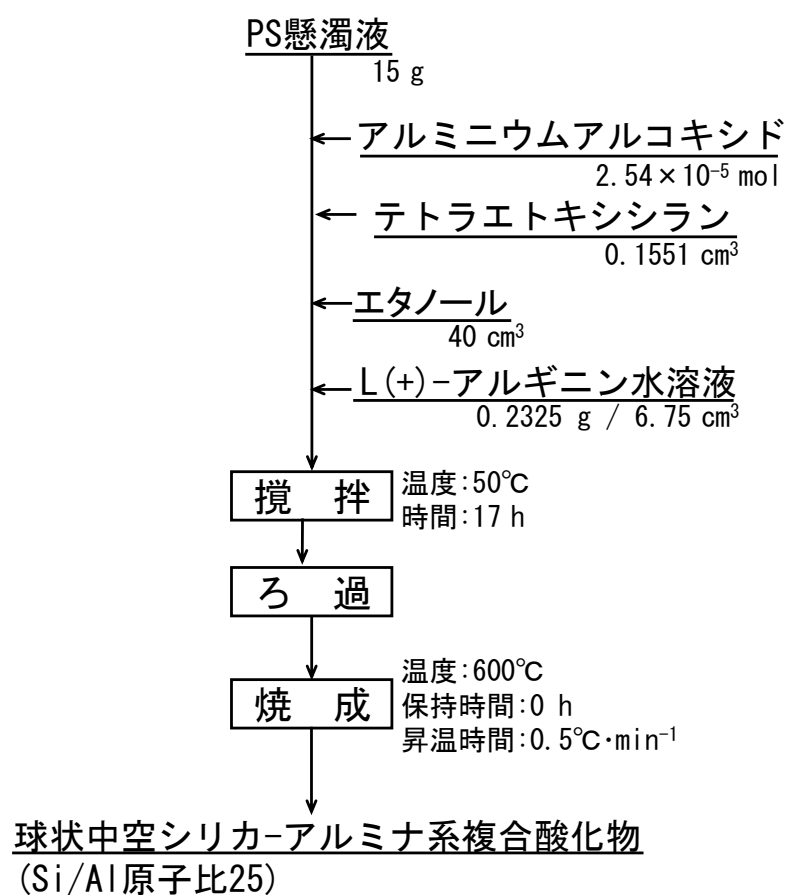 PS懸濁液
15 g
アルミニウムアルコキシド
2.54×10⁻⁵ mol
テトラエトキシシラン
0.1551 cm³
エタノール
40 cm³
L(+)-アルギニン水溶液
0.2325 g / 6.75 cm³
撹 拌
温度:50℃
時間:17 h
ろ 過
焼 成
温度:600℃
保持時間:0 h
昇温時間:0.5℃・min⁻¹
球状中空シリカ-アルミナ系複合酸化物
(Si/Al原子比25)